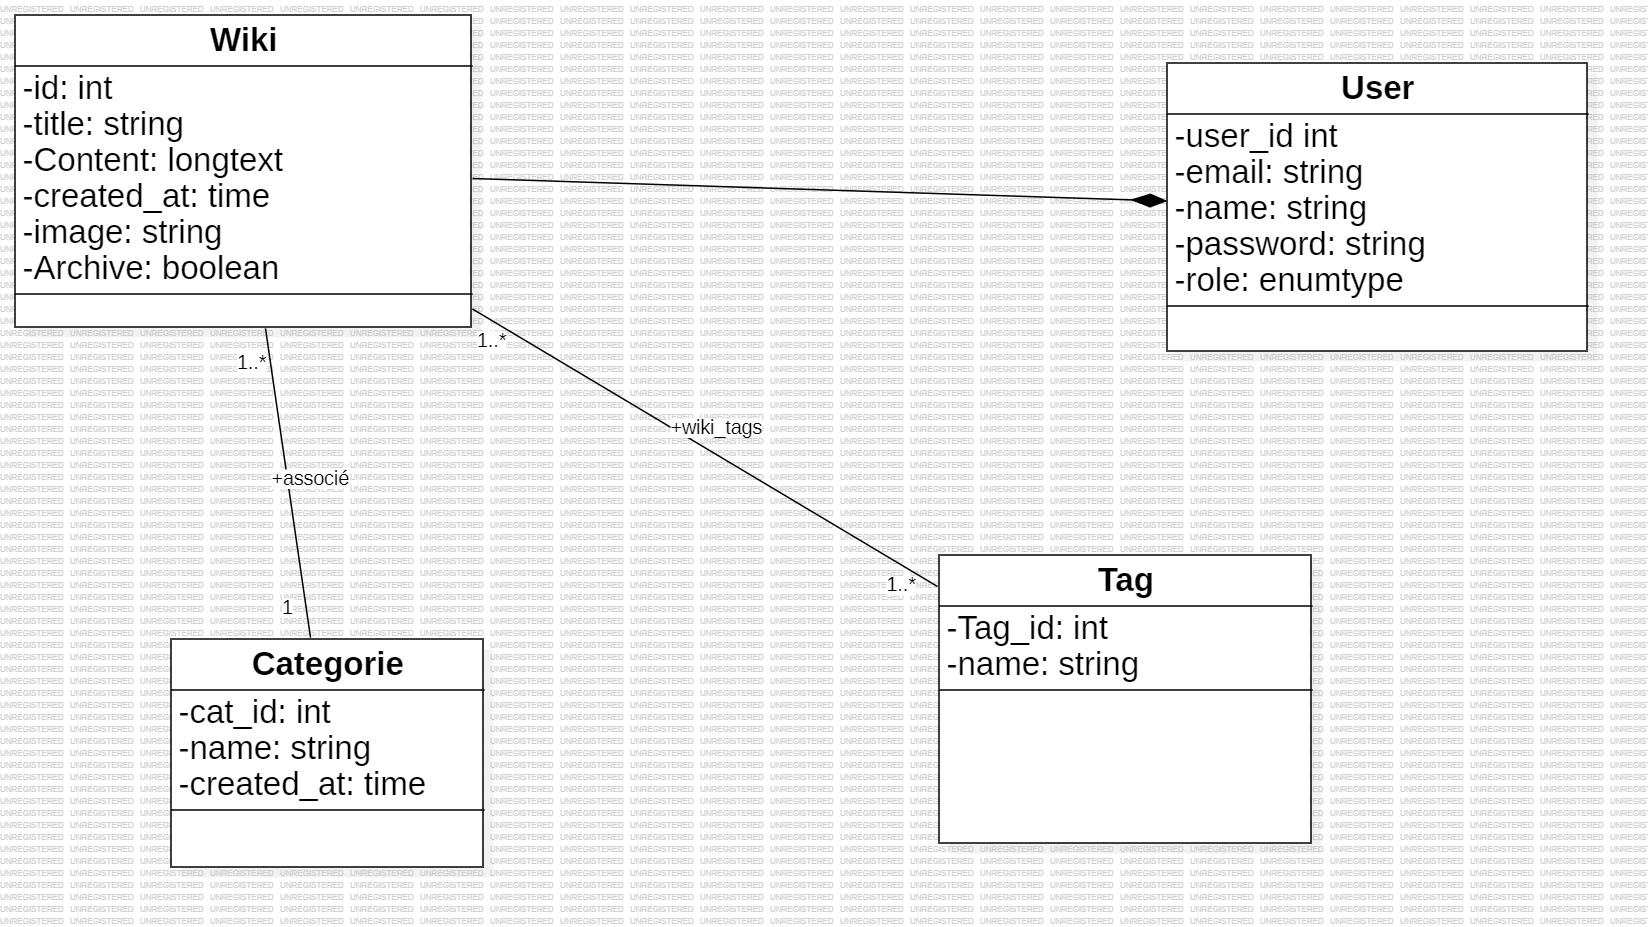 Wiki
-id: int
-title: string
-Content: longtext
-created_at: time
-image: string
-Archive: boolean
User
-user_id int
-email: string
-name: string
-password: string
-role: enumtype
1..*
1..*
+wiki_tags
+associé
1..*
1
Tag
-Tag_id: int
-name: string
Categorie
-cat_id: int
-name: string
-created_at: time
UNREGISTERED